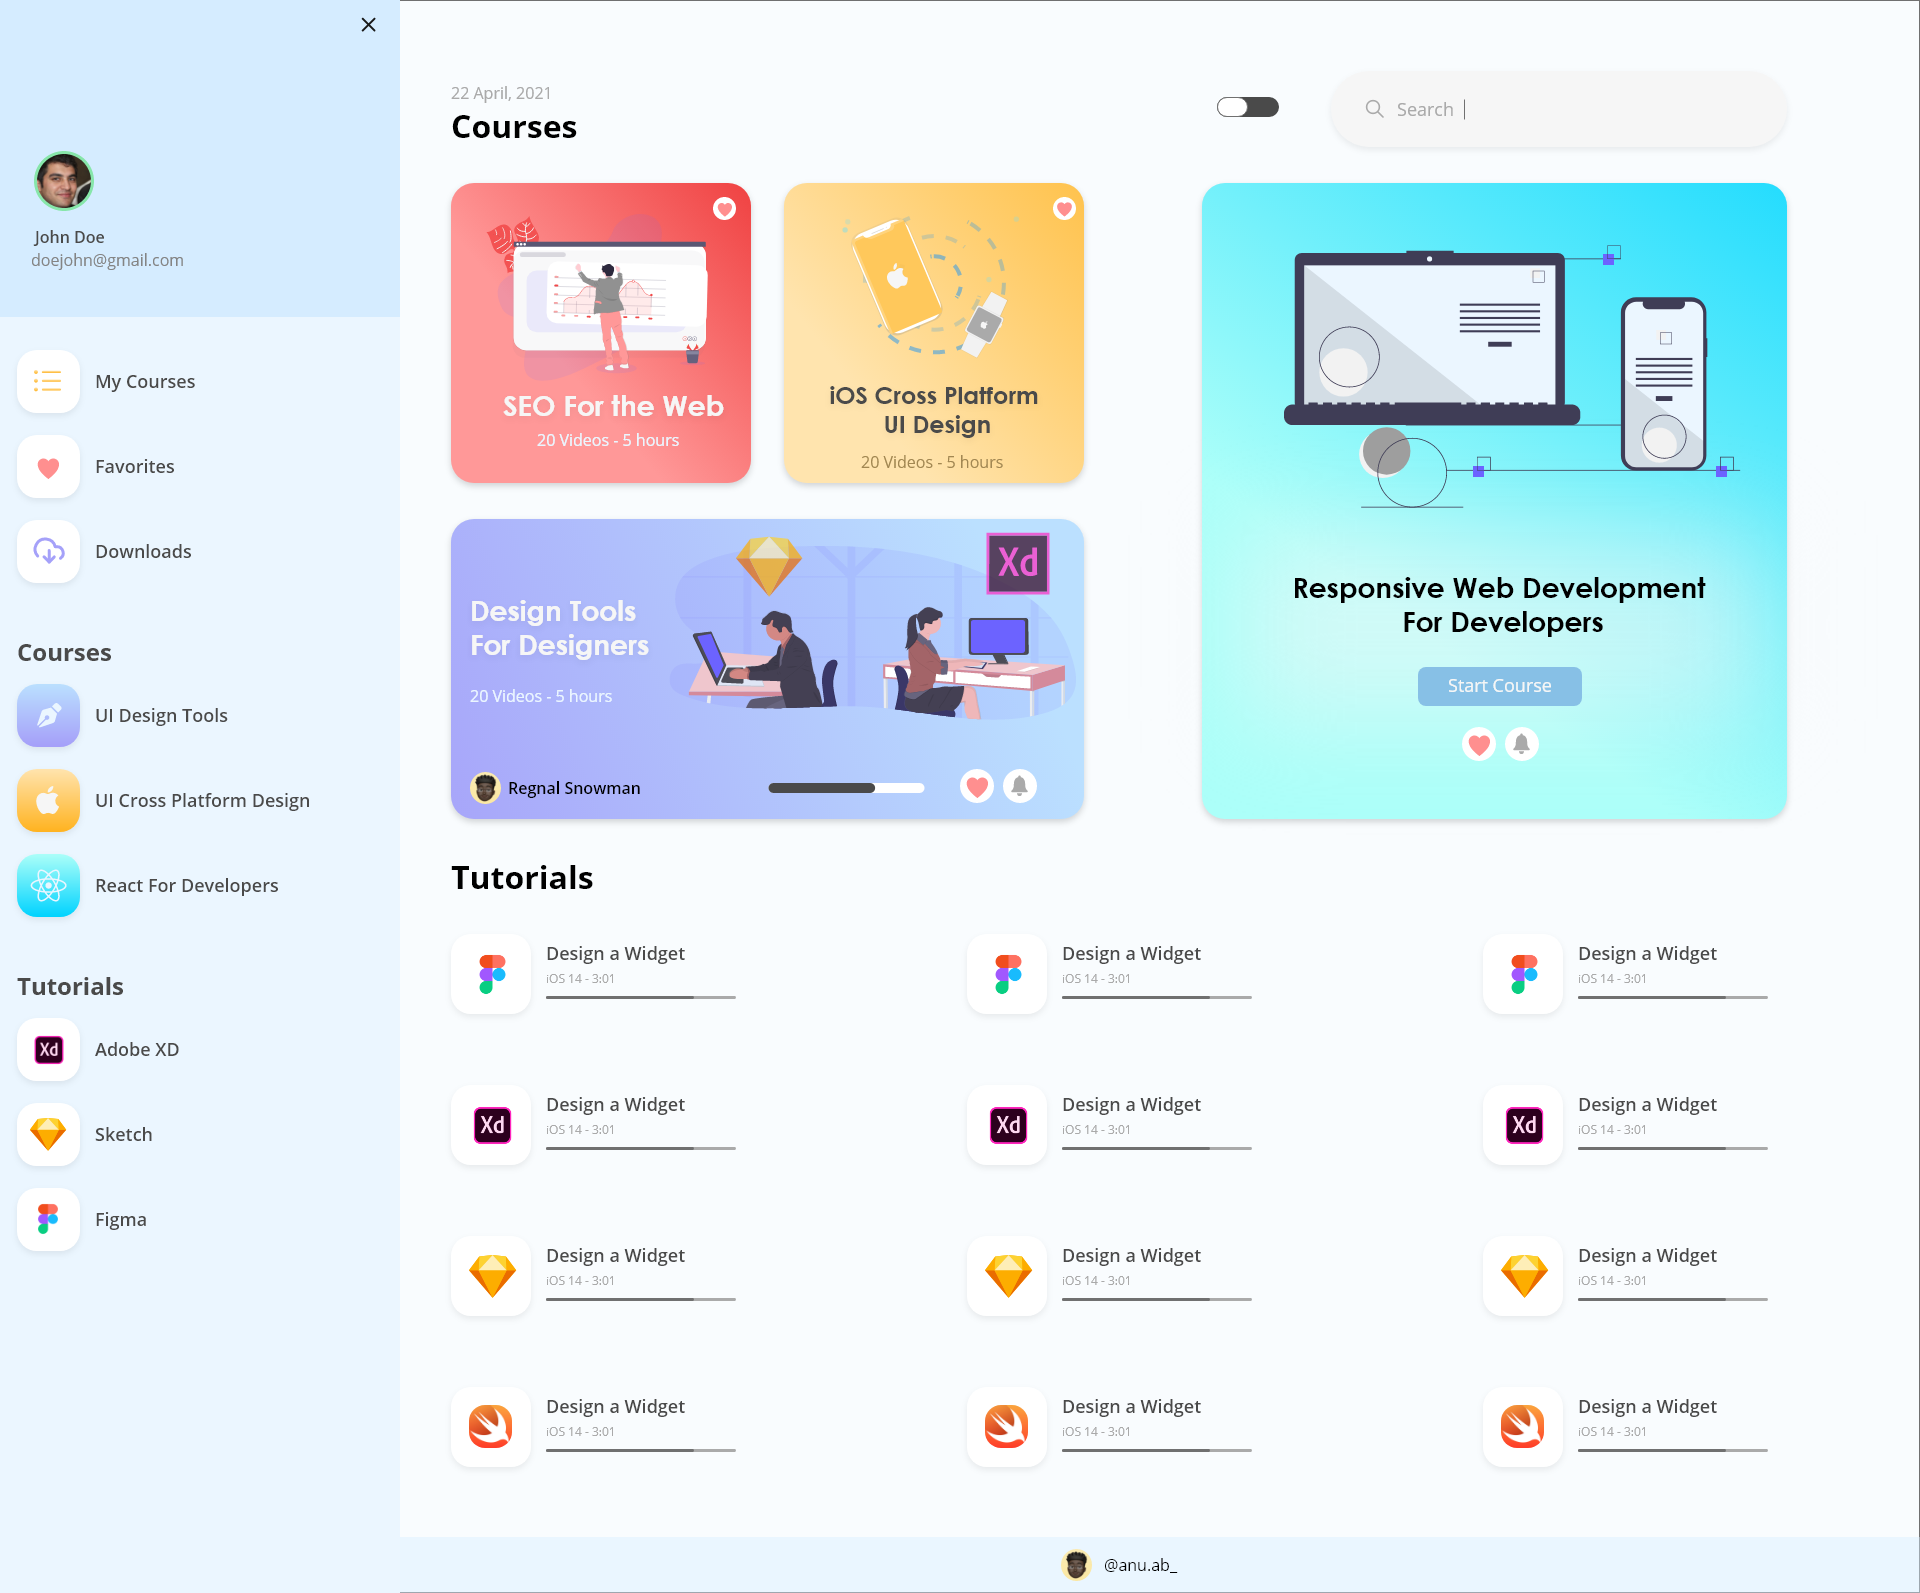 John Doe
doejohn@gmail.com
My Courses
Favorites
Downloads
Courses
UI Design Tools
UI Cross Platform Design
React For Developers
Tutorials
Xd
Adobe XD
Sketch
Figma
22 April, 2021
Courses
Search
SEO For the Web
20 Videos - 5 hours
iOS Cross Platform
UI Design
20 Videos - 5 hours
Xd
Design Tools
For Designers
20 Videos - 5 hours
Regnal Snowman
Responsive Web Development
For Developers
Start Course
Tutorials
Design a Widget
iOS 14 - 3:01
Design a Widget
iOS 14 - 3:01
Design a Widget
iOS 14 - 3:01
Xd
Design a Widget
iOS 14 - 3:01
Xd
Design a Widget
iOS 14 - 3:01
Xd
Design a Widget
iOS 14 - 3:01
Design a Widget
iOS 14 - 3:01
Design a Widget
iOS 14 - 3:01
Design a Widget
iOS 14 - 3:01
Design a Widget
iOS 14 - 3:01
Design a Widget
iOS 14 - 3:01
Design a Widget
iOS 14 - 3:01
@anu.ab_